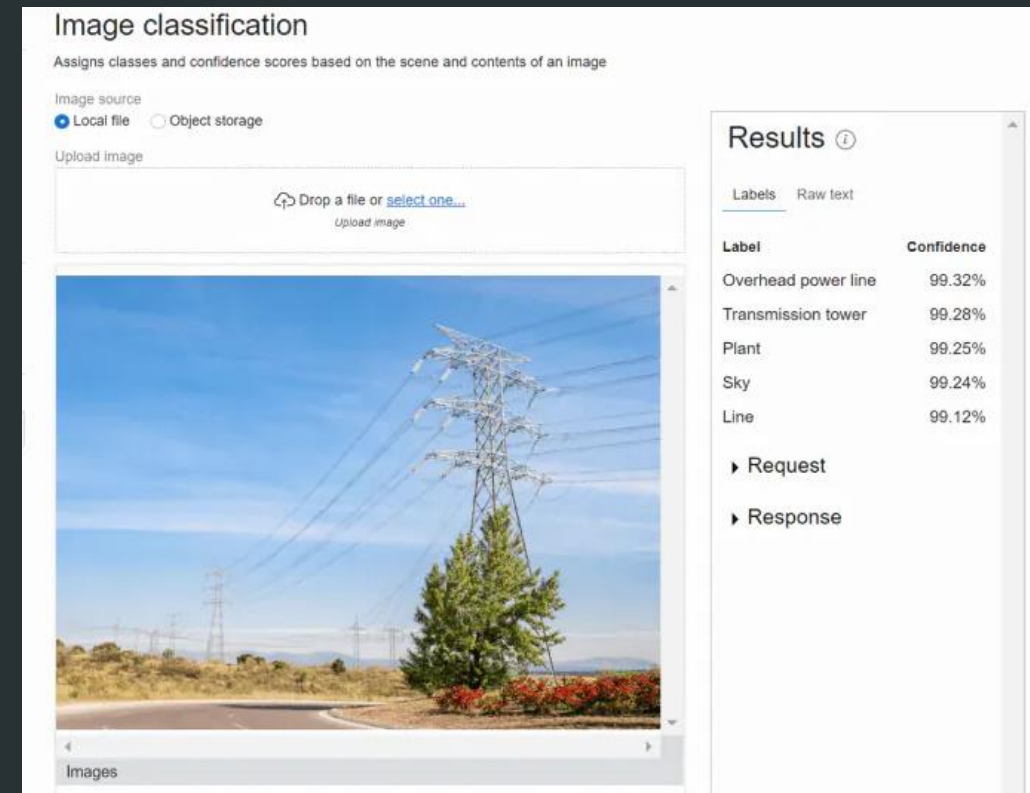 Image classification
Assigns classes and confidence scores based on the scene and contents of an image
Image source
Local file Object storage
Upload image
Drop a file or select one...
Upload image
Images
Results
Labels Raw text
Label Confidence
Overhead power line 99.32%
Transmission tower 99.28%
Plant 99.25%
Sky 99.24%
Line 99.12%
Request
Response